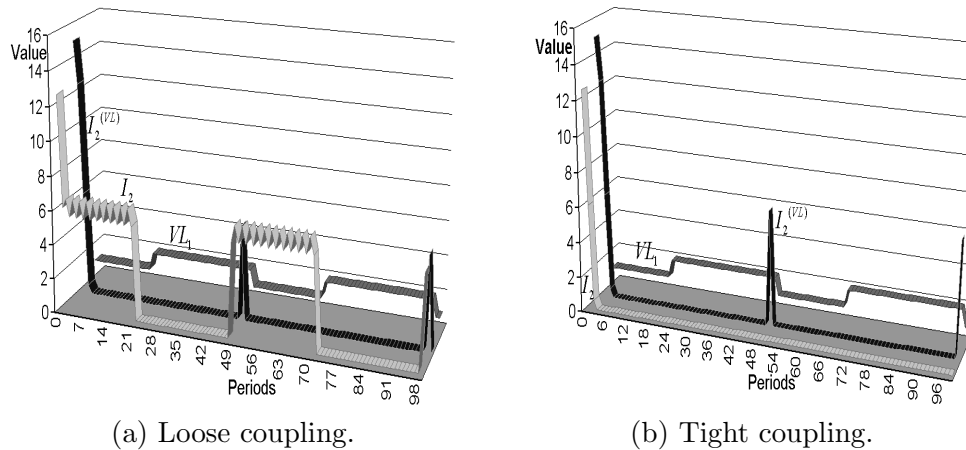 Value
16
14
12
10
8
6
4
2
0
I₂⁽ⱽᴸ⁾
I₂
VL₁
0 7 14 21 28 35 42 49 56 63 70 77 84 91 98
Periods
(a) Loose coupling.
Value
16
14
12
10
8
6
4
2
0
I₂⁽ⱽᴸ⁾
VL₁
I₂
0 6 12 18 24 30 36 42 48 54 60 66 72 78 84 90 96
Periods
(b) Tight coupling.